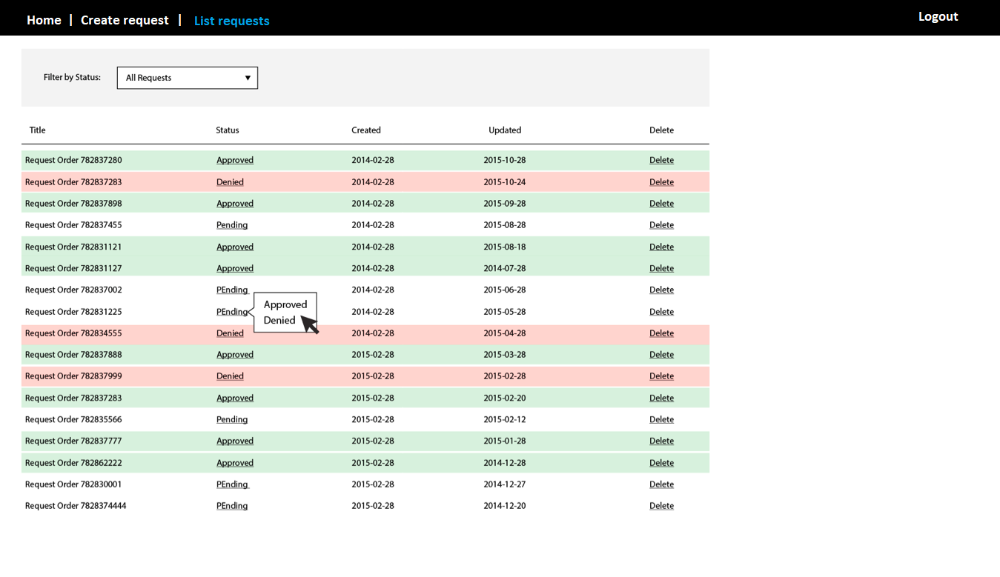 Home | Create request | List requests Logout
Filter by Status: All Requests ▼
Title Status Created Updated Delete
Request Order 782837280 Approved 2014-02-28 2015-10-28 Delete
Request Order 782837283 Denied 2014-02-28 2015-10-24 Delete
Request Order 782837898 Approved 2014-02-28 2015-09-28 Delete
Request Order 782837455 Pending 2014-02-28 2015-08-28 Delete
Request Order 782831121 Approved 2014-02-28 2015-08-18 Delete
Request Order 782831127 Approved 2014-02-28 2014-07-28 Delete
Request Order 782837002 PEnding 2014-02-28 2015-06-28 Delete
Approved
Request Order 782831225 PEnding 2014-02-28 2015-05-28 Delete
Denied
Request Order 782834555 Denied 2014-02-28 2015-04-28 Delete
Request Order 782837888 Approved 2015-02-28 2015-03-28 Delete
Request Order 782837999 Denied 2015-02-28 2015-02-28 Delete
Request Order 782837283 Approved 2015-02-28 2015-02-20 Delete
Request Order 782835566 Pending 2015-02-28 2015-02-12 Delete
Request Order 782837777 Approved 2015-02-28 2015-01-28 Delete
Request Order 782862222 Approved 2015-02-28 2014-12-28 Delete
Request Order 782830001 PEnding 2015-02-28 2014-12-27 Delete
Request Order 7828374444 PEnding 2015-02-28 2014-12-20 Delete